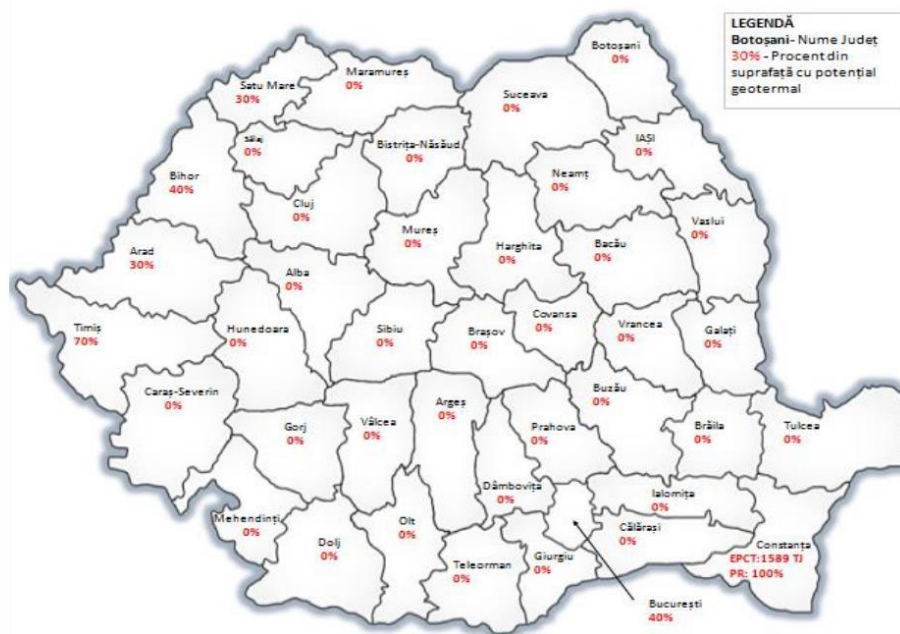 LEGENDĂ
Botoșani- Nume Județ
30% - Procent din
suprafață cu potențial
geotermal
Botoșani
0%
Maramureș
0%
Satu Mare
30%
Suceava
0%
Sălaj
0%
Bistrița-Năsăud
0%
IAȘI
0%
Bihor
40%
Cluj
0%
Neamț
0%
Mureș
0%
Harghita
0%
Bacău
0%
Vaslui
0%
Arad
30%
Alba
0%
Timiș
70%
Hunedoara
0%
Sibiu
0%
Brașov
0%
Covansa
0%
Vrancea
0%
Galați
0%
Caraș-Severin
0%
Gorj
0%
Vâlcea
0%
Argeș
0%
Prahova
0%
Buzău
0%
Brăila
0%
Tulcea
0%
Dâmbovița
0%
Ialomița
0%
Mehendinți
0%
Dolj
0%
Olt
0%
Teleorman
0%
Giurgiu
0%
Călărași
0%
Constanța
EPCT:1589 TJ
PR: 100%
București
40%